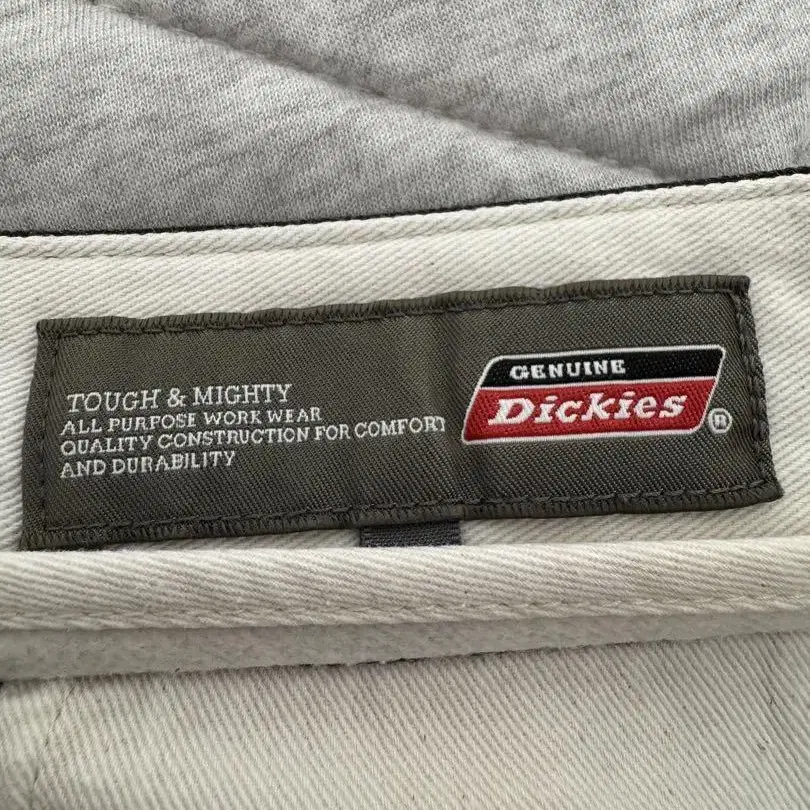 TOUGH & MIGHTY
ALL PURPOSE WORK WEAR
QUALITY CONSTRUCTION FOR COMFORT
AND DURABILITY
GENUINE
Dickies®